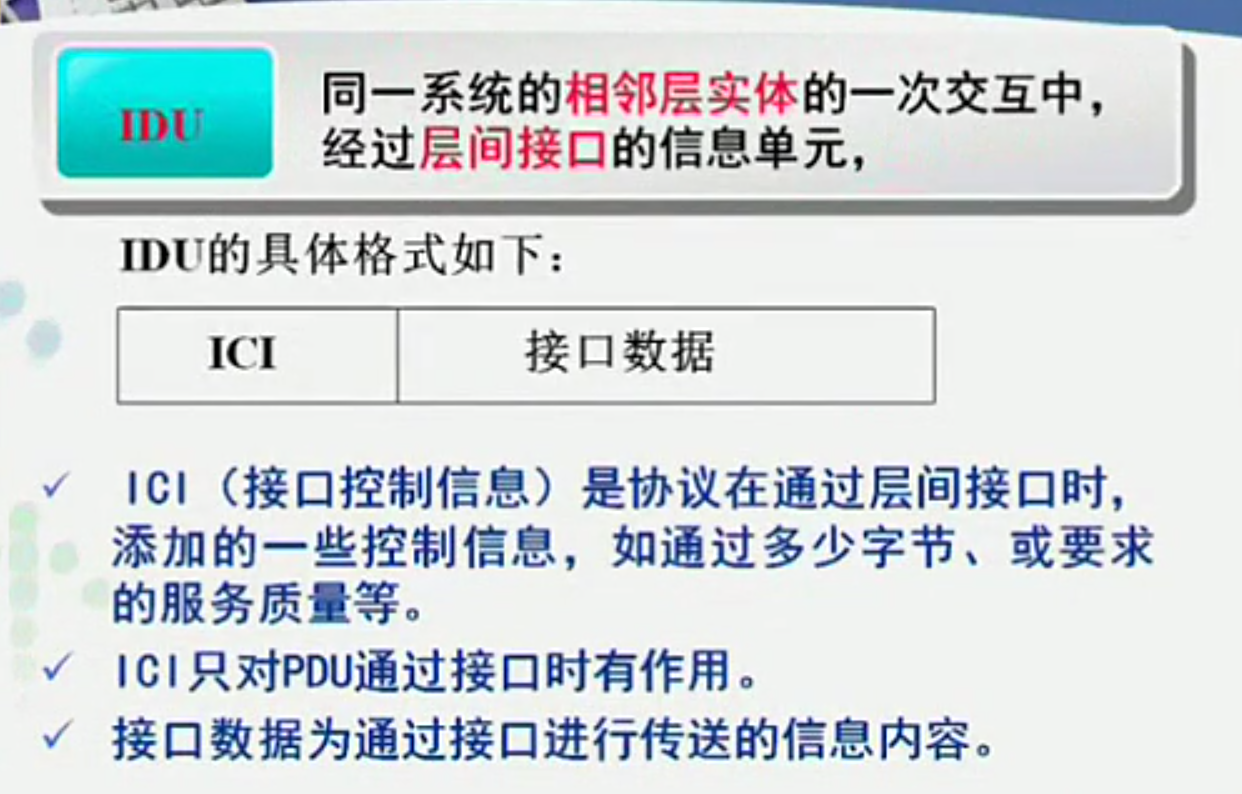 IDU
同一系统的相邻层实体的一次交互中，
经过层间接口的信息单元，
IDU的具体格式如下：
ICI
接口数据
ICI（接口控制信息）是协议在通过层间接口时，
添加的一些控制信息，如通过多少字节、或要求
的服务质量等。
ICI只对PDU通过接口时有作用。
接口数据为通过接口进行传送的信息内容。